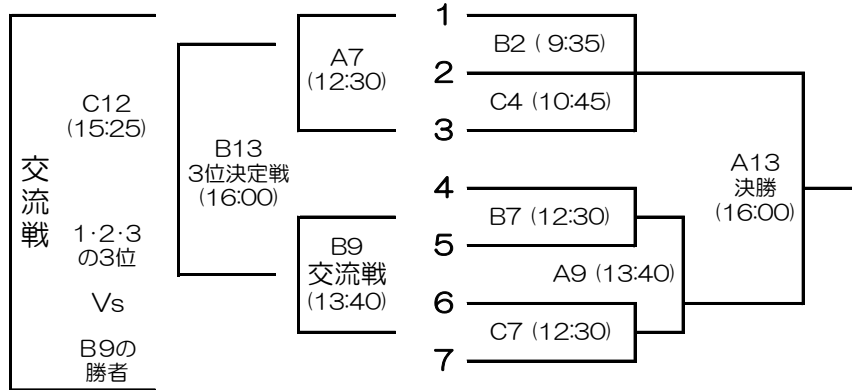 交流戦
C12
(15:25)
1・2・3
の3位
Vs
B9の
勝者
B13
3位決定戦
(16:00)
A7
(12:30)
B9
交流戦
(13:40)
1
2
3
4
5
6
7
B2 ( 9:35)
C4 (10:45)
B7 (12:30)
A9 (13:40)
C7 (12:30)
A13
決勝
(16:00)